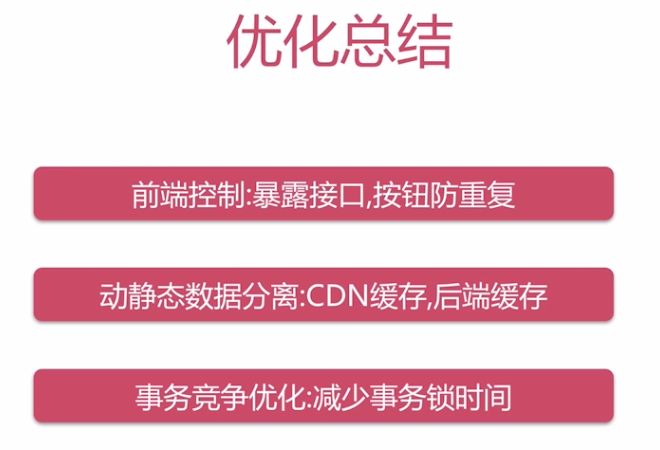 优化总结
前端控制:暴露接口,按钮防重复
动静态数据分离:CDN缓存,后端缓存
事务竞争优化:减少事务锁时间